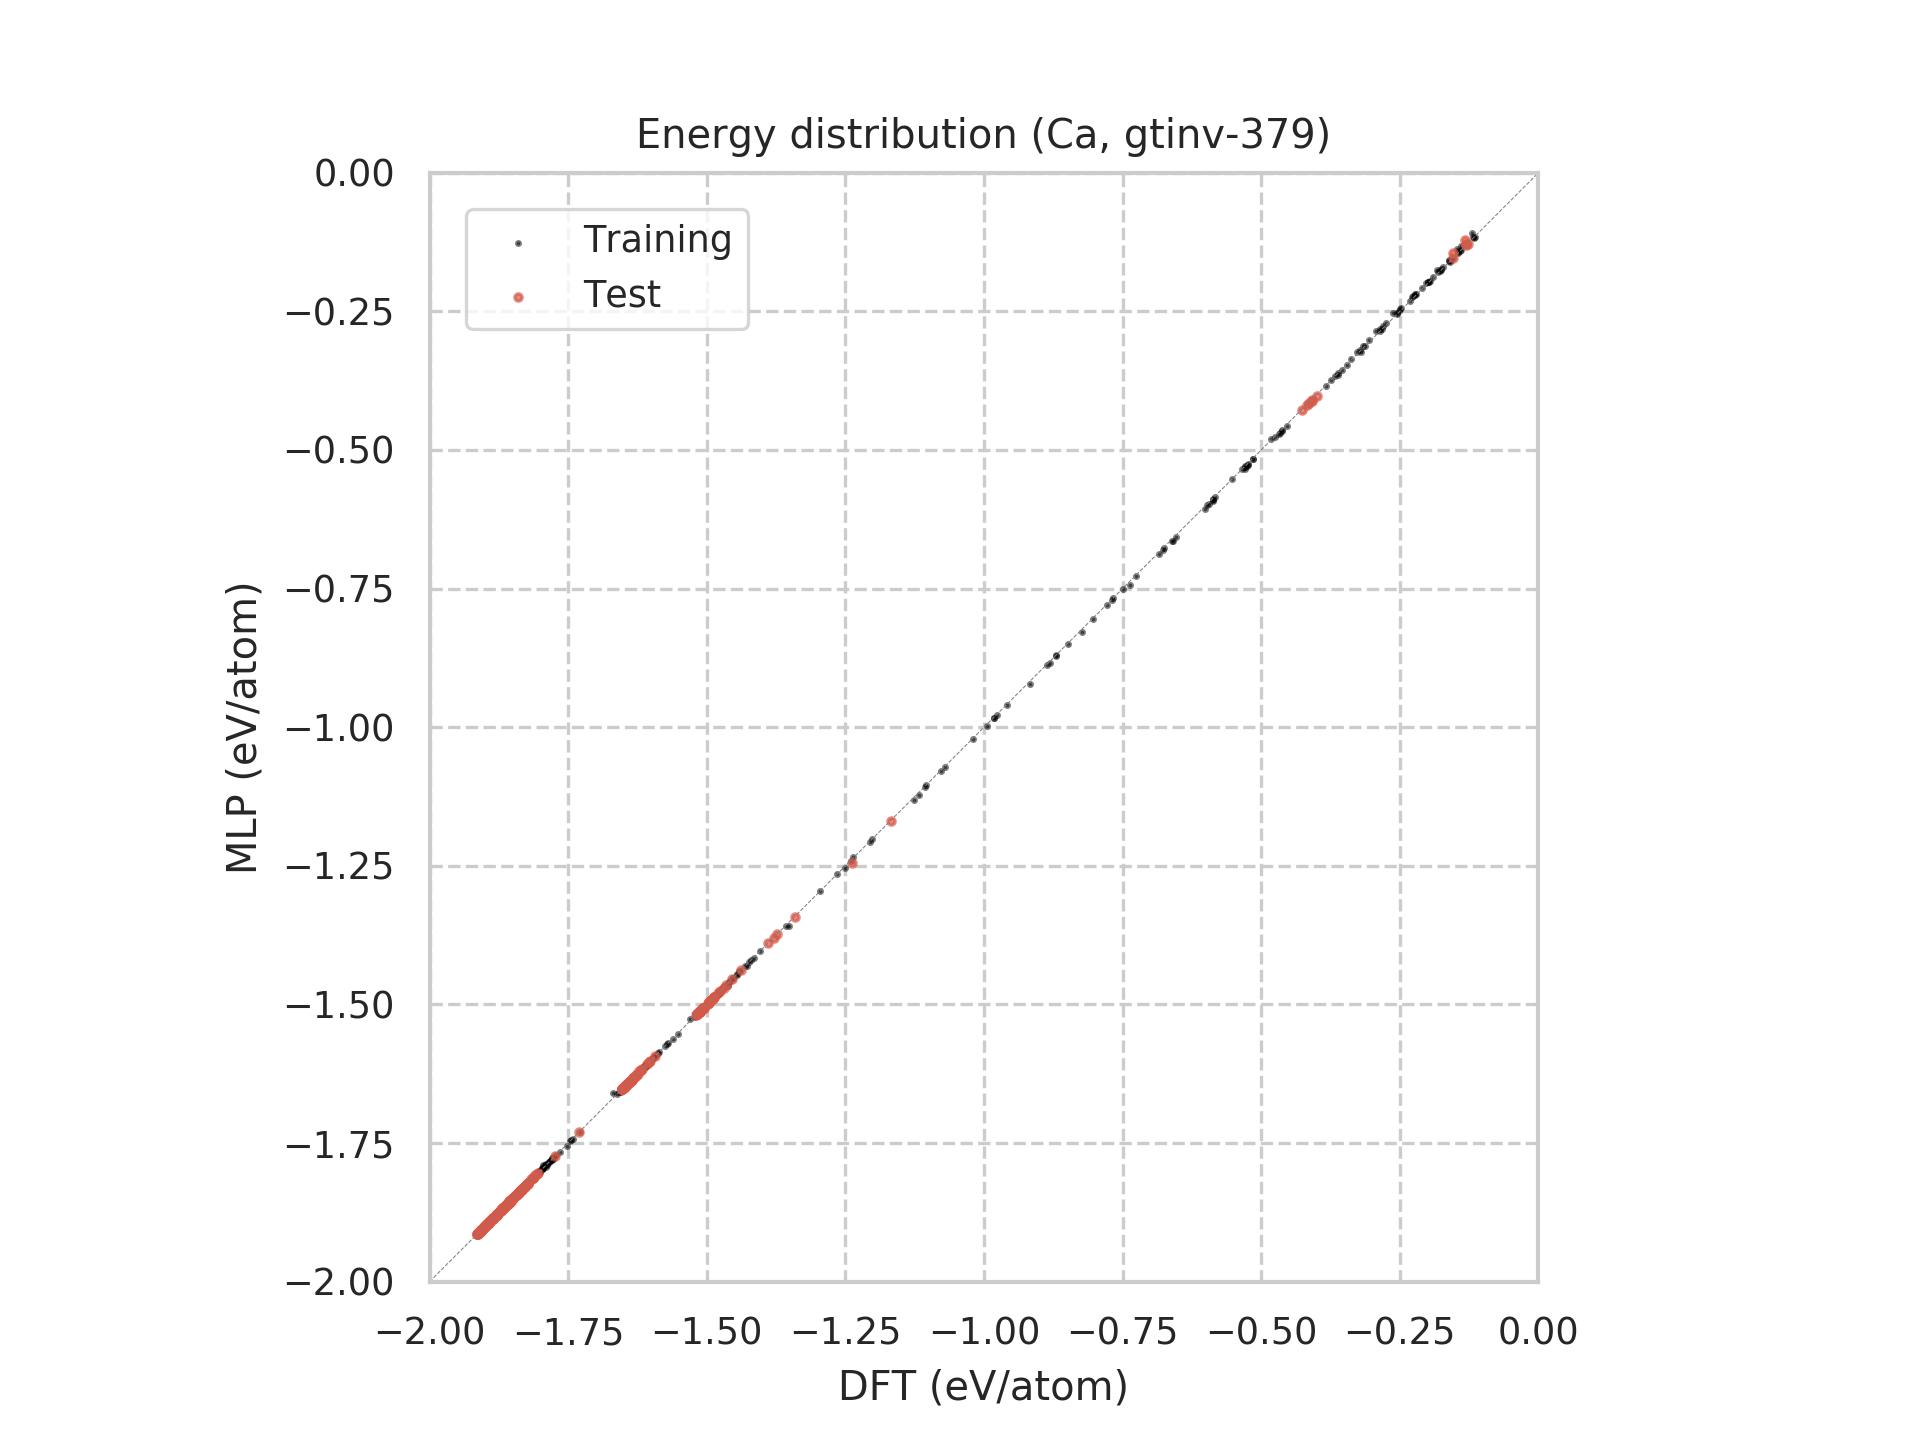 Energy distribution (Ca, gtinv-379)
0.00
−0.25
−0.50
−0.75
−1.00
−1.25
−1.50
−1.75
−2.00
MLP (eV/atom)
Training
Test
−2.00 −1.75 −1.50 −1.25 −1.00 −0.75 −0.50 −0.25 0.00
DFT (eV/atom)